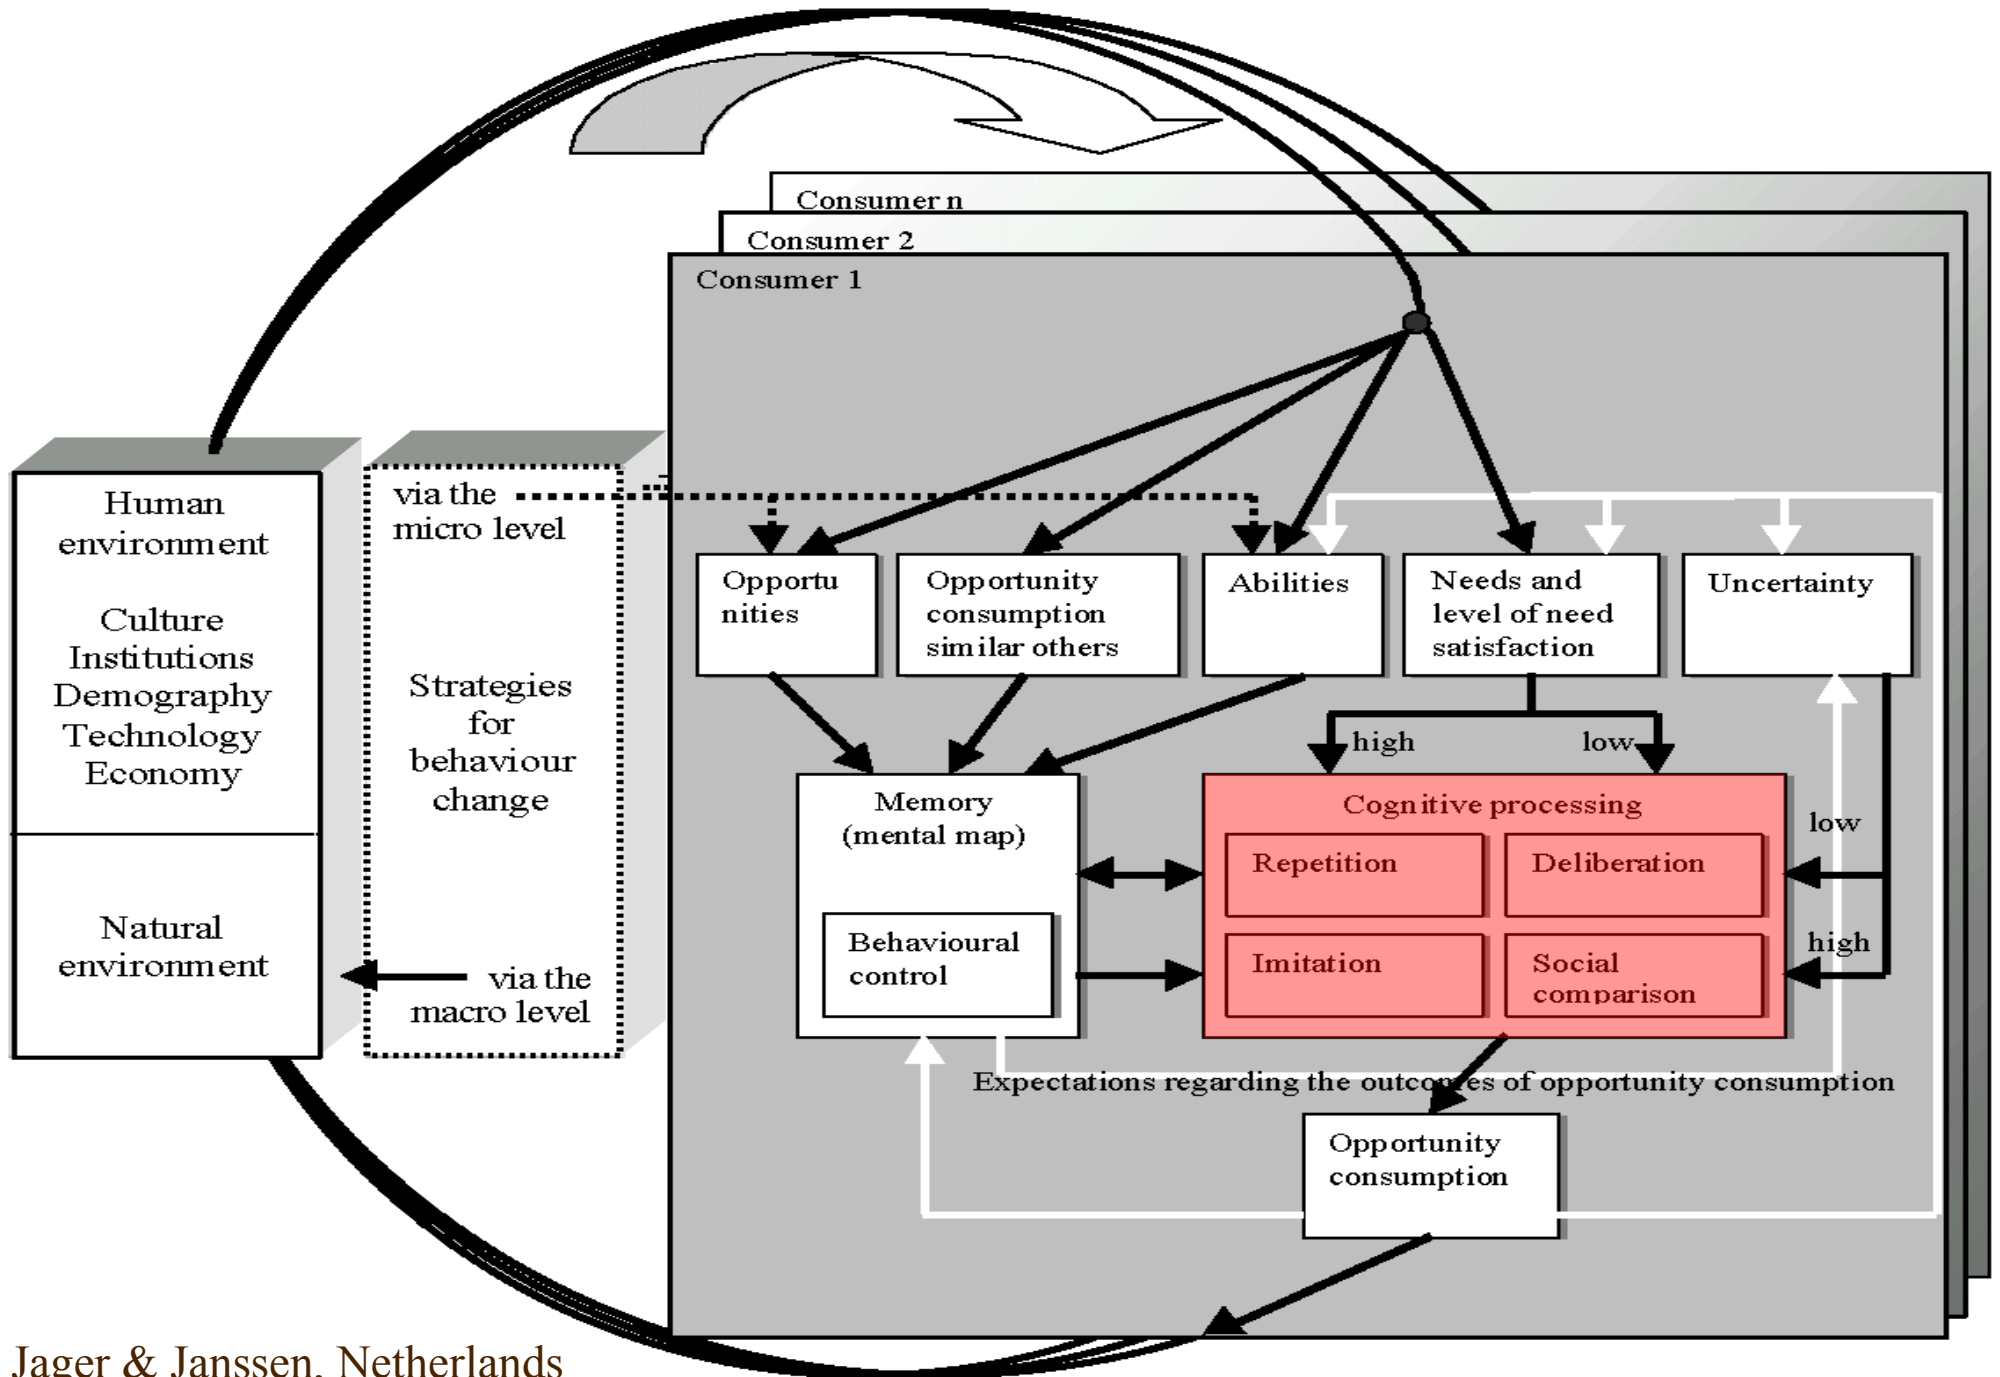 Consumer n
Consumer 2
Consumer 1
Human
environment
Culture
Institutions
Demography
Technology
Economy
Natural
environment
via the
micro level
Strategies
for
behaviour
change
via the
macro level
Opportu
nities
Opportunity
consumption
similar others
Abilities
Needs and
level of need
satisfaction
Uncertainty
high
low
Memory
(mental map)
Behavioural
control
Cognitive processing
Repetition
Deliberation
Imitation
Social
comparison
low
high
Expectations regarding the outcomes of opportunity consumption
Opportunity
consumption
Jager & Janssen, Netherlands